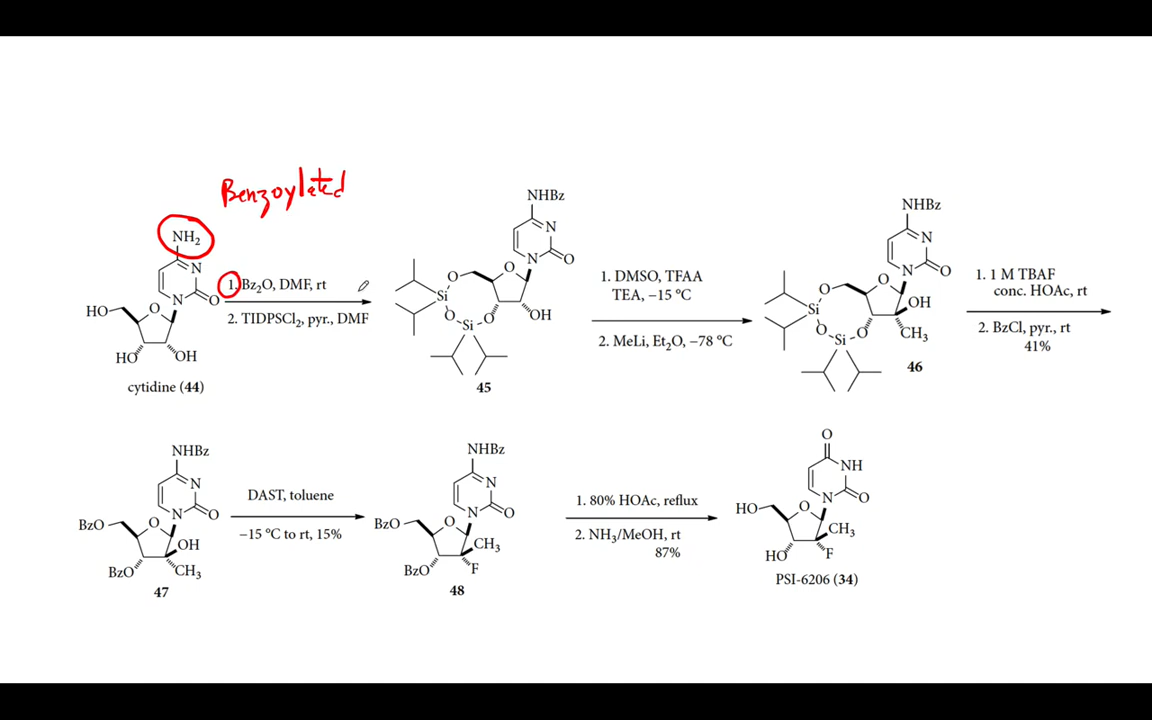 Benzoylated
NH₂
N
N
O
HO
O
HO
OH
cytidine (44)
1. Bz₂O, DMF, rt
2. TIDPSCl₂, pyr., DMF
NHBz
N
N
O
O
O
Si
O
O
Si
OH
45
1. DMSO, TFAA
TEA, −15 °C
2. MeLi, Et₂O, −78 °C
NHBz
N
N
O
O
O
OH
Si
O
O
CH₃
Si
46
1. 1 M TBAF
conc. HOAc, rt
2. BzCl, pyr., rt
41%
NHBz
N
N
O
BzO
O
OH
BzO
CH₃
47
DAST, toluene
−15 °C to rt, 15%
NHBz
N
N
O
BzO
O
CH₃
BzO
F
48
1. 80% HOAc, reflux
2. NH₃/MeOH, rt
87%
O
NH
N
O
HO
O
CH₃
HO
F
PSI-6206 (34)